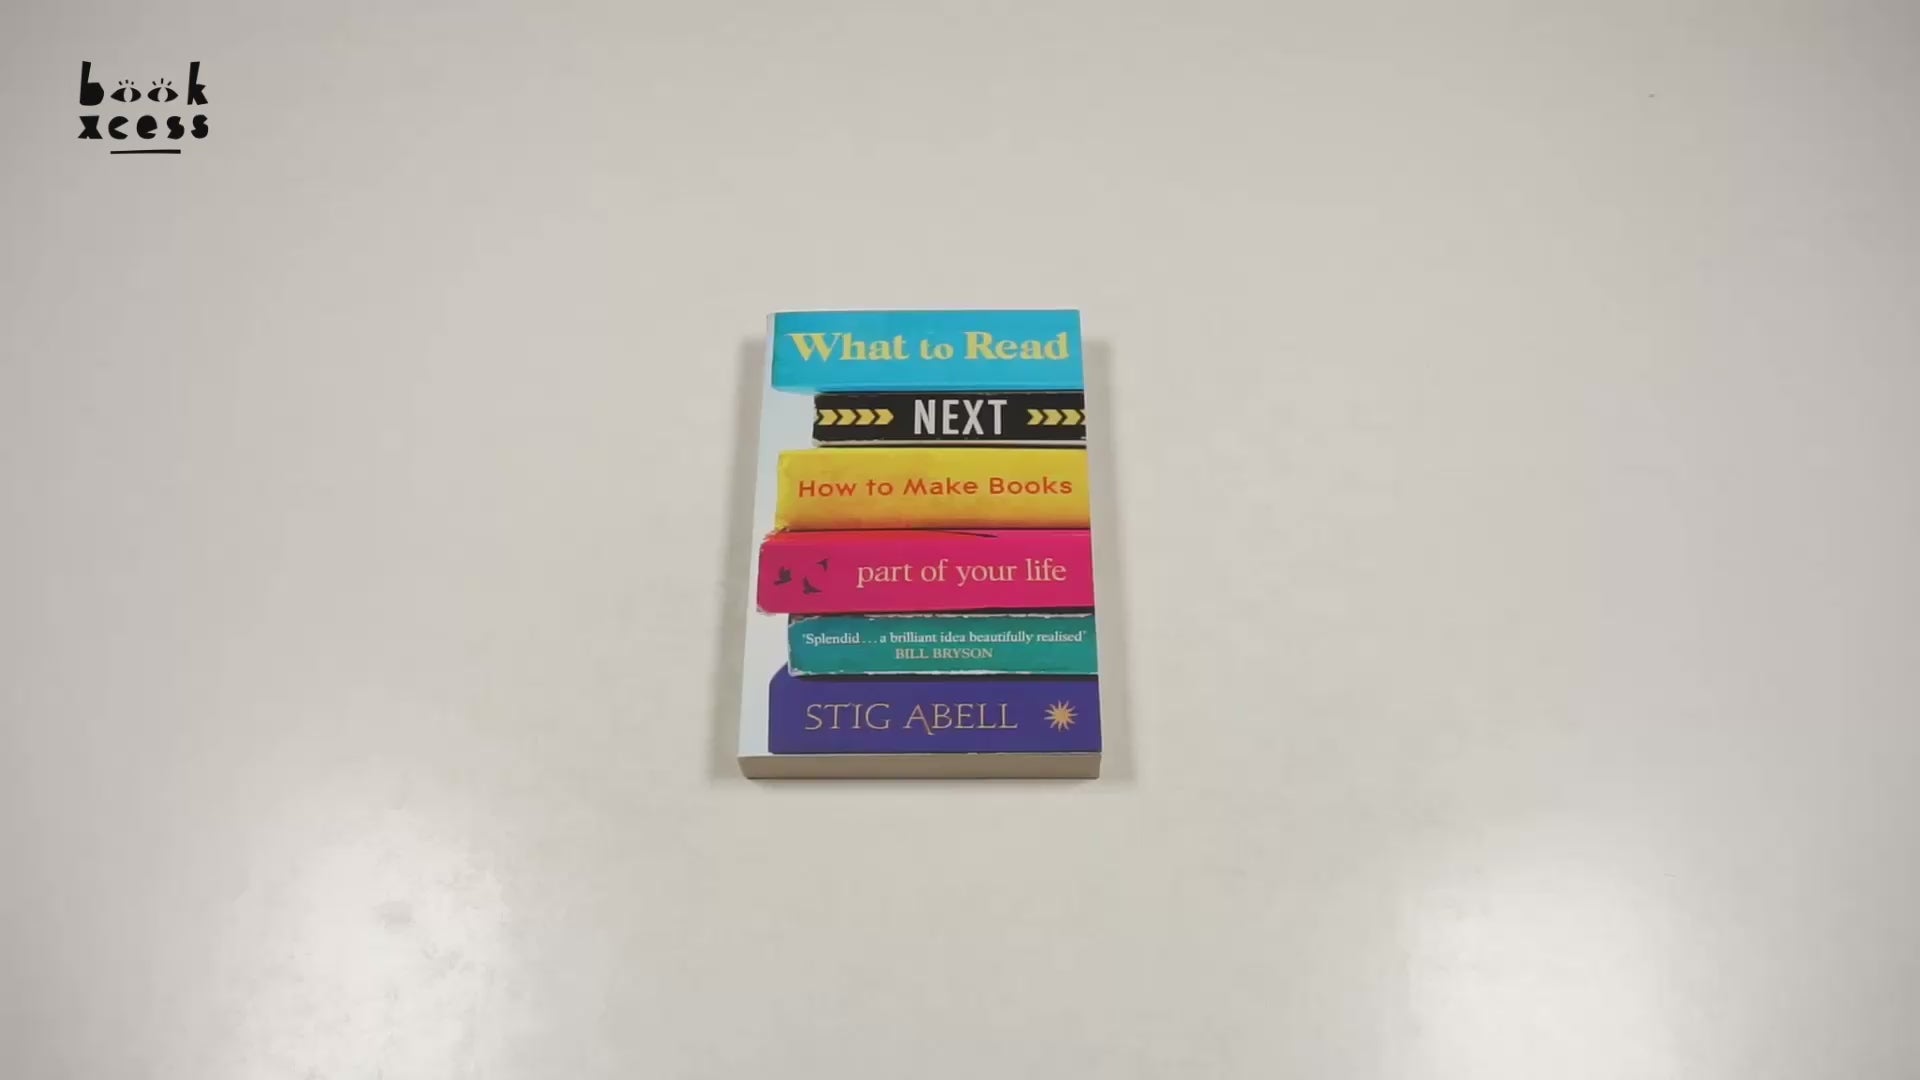 book
xcess
What to Read
NEXT
How to Make Books
part of your life
'Splendid... a brilliant idea beautifully realised'
BILL BRYSON
STIG ABELL